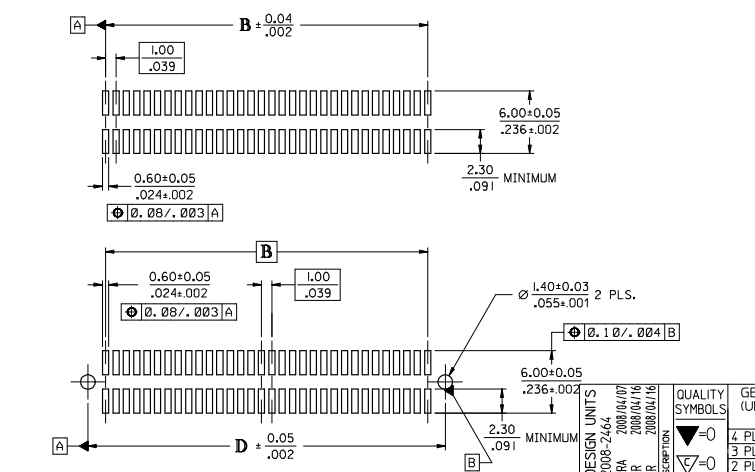 A
B ± 0.04
.002
1.00
.039
6.00±0.05
.236±.002
2.30
.091
MINIMUM
0.60±0.05
.024±.002
0.08/.003 A
B
0.60±0.05
.024±.002
1.00
.039
0.08/.003 A
Ø 1.40±0.03
.055±.001
2 PLS.
0.10/.004 B
6.00±0.05
.236±.002
2.30
.091
MINIMUM
A
D ± 0.05
.002
B
DESIGN UNITS
2008-2464
RA 2008/04/07
R 2008/04/16
R 2008/04/16
SCRIPTION
QUALITY
SYMBOLS
=0
=0
GE
(U
4 PL
3 PL
2 PL